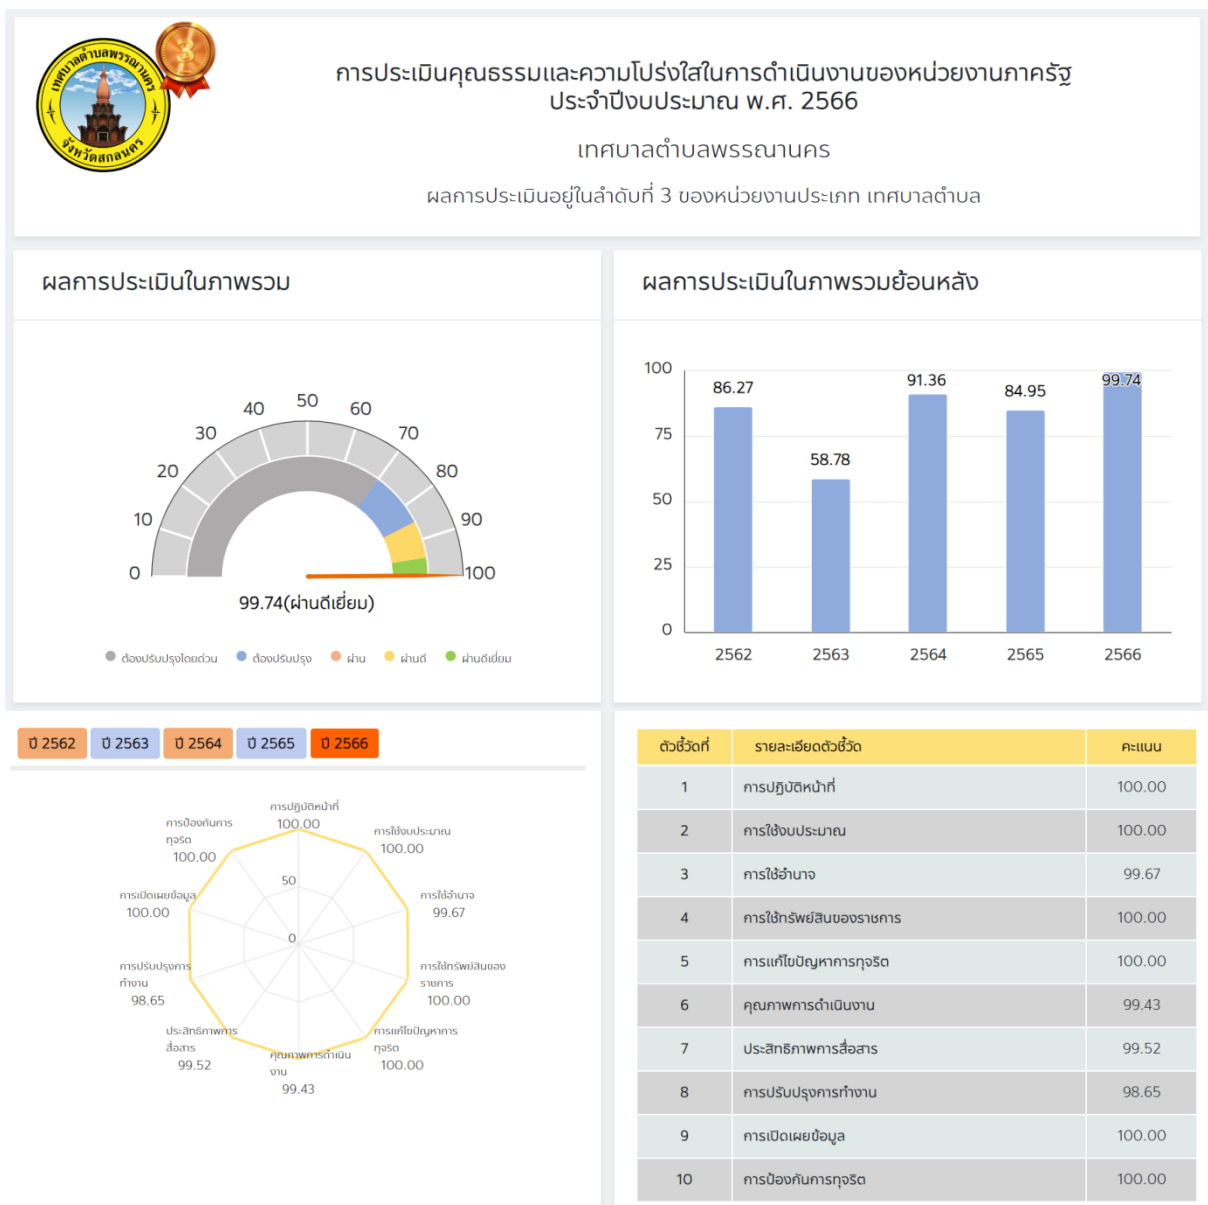 เทศบาลตำบลพรรณานคร
จังหวัดสกลนคร
3
การประเมินคุณธรรมและความโปร่งใสในการดำเนินงานของหน่วยงานภาครัฐ
ประจำปีงบประมาณ พ.ศ. 2566
เทศบาลตำบลพรรณานคร
ผลการประเมินอยู่ในลำดับที่ 3 ของหน่วยงานประเภท เทศบาลตำบล
ผลการประเมินในภาพรวม
0
10
20
30
40
50
60
70
80
90
100
99.74(ผ่านดีเยี่ยม)
ต้องปรับปรุงโดยด่วน ต้องปรับปรุง ผ่าน ผ่านดี ผ่านดีเยี่ยม
ผลการประเมินในภาพรวมย้อนหลัง
100
75
50
25
0
86.27
58.78
91.36
84.95
99.74
2562 2563 2564 2565 2566
ปี 2562 ปี 2563 ปี 2564 ปี 2565 ปี 2566
การปฏิบัติหน้าที่
100.00
การใช้งบประมาณ
100.00
การใช้อำนาจ
99.67
การใช้ทรัพย์สินของ
ราชการ
100.00
การแก้ไขปัญหาการ
ทุจริต
100.00
คุณภาพการดำเนิน
งาน
99.43
ประสิทธิภาพการ
สื่อสาร
99.52
การปรับปรุงการ
ทำงาน
98.65
การเปิดเผยข้อมูล
100.00
การป้องกันการ
ทุจริต
100.00
50
0
ตัวชี้วัดที่ รายละเอียดตัวชี้วัด คะแนน
1 การปฏิบัติหน้าที่ 100.00
2 การใช้งบประมาณ 100.00
3 การใช้อำนาจ 99.67
4 การใช้ทรัพย์สินของราชการ 100.00
5 การแก้ไขปัญหาการทุจริต 100.00
6 คุณภาพการดำเนินงาน 99.43
7 ประสิทธิภาพการสื่อสาร 99.52
8 การปรับปรุงการทำงาน 98.65
9 การเปิดเผยข้อมูล 100.00
10 การป้องกันการทุจริต 100.00